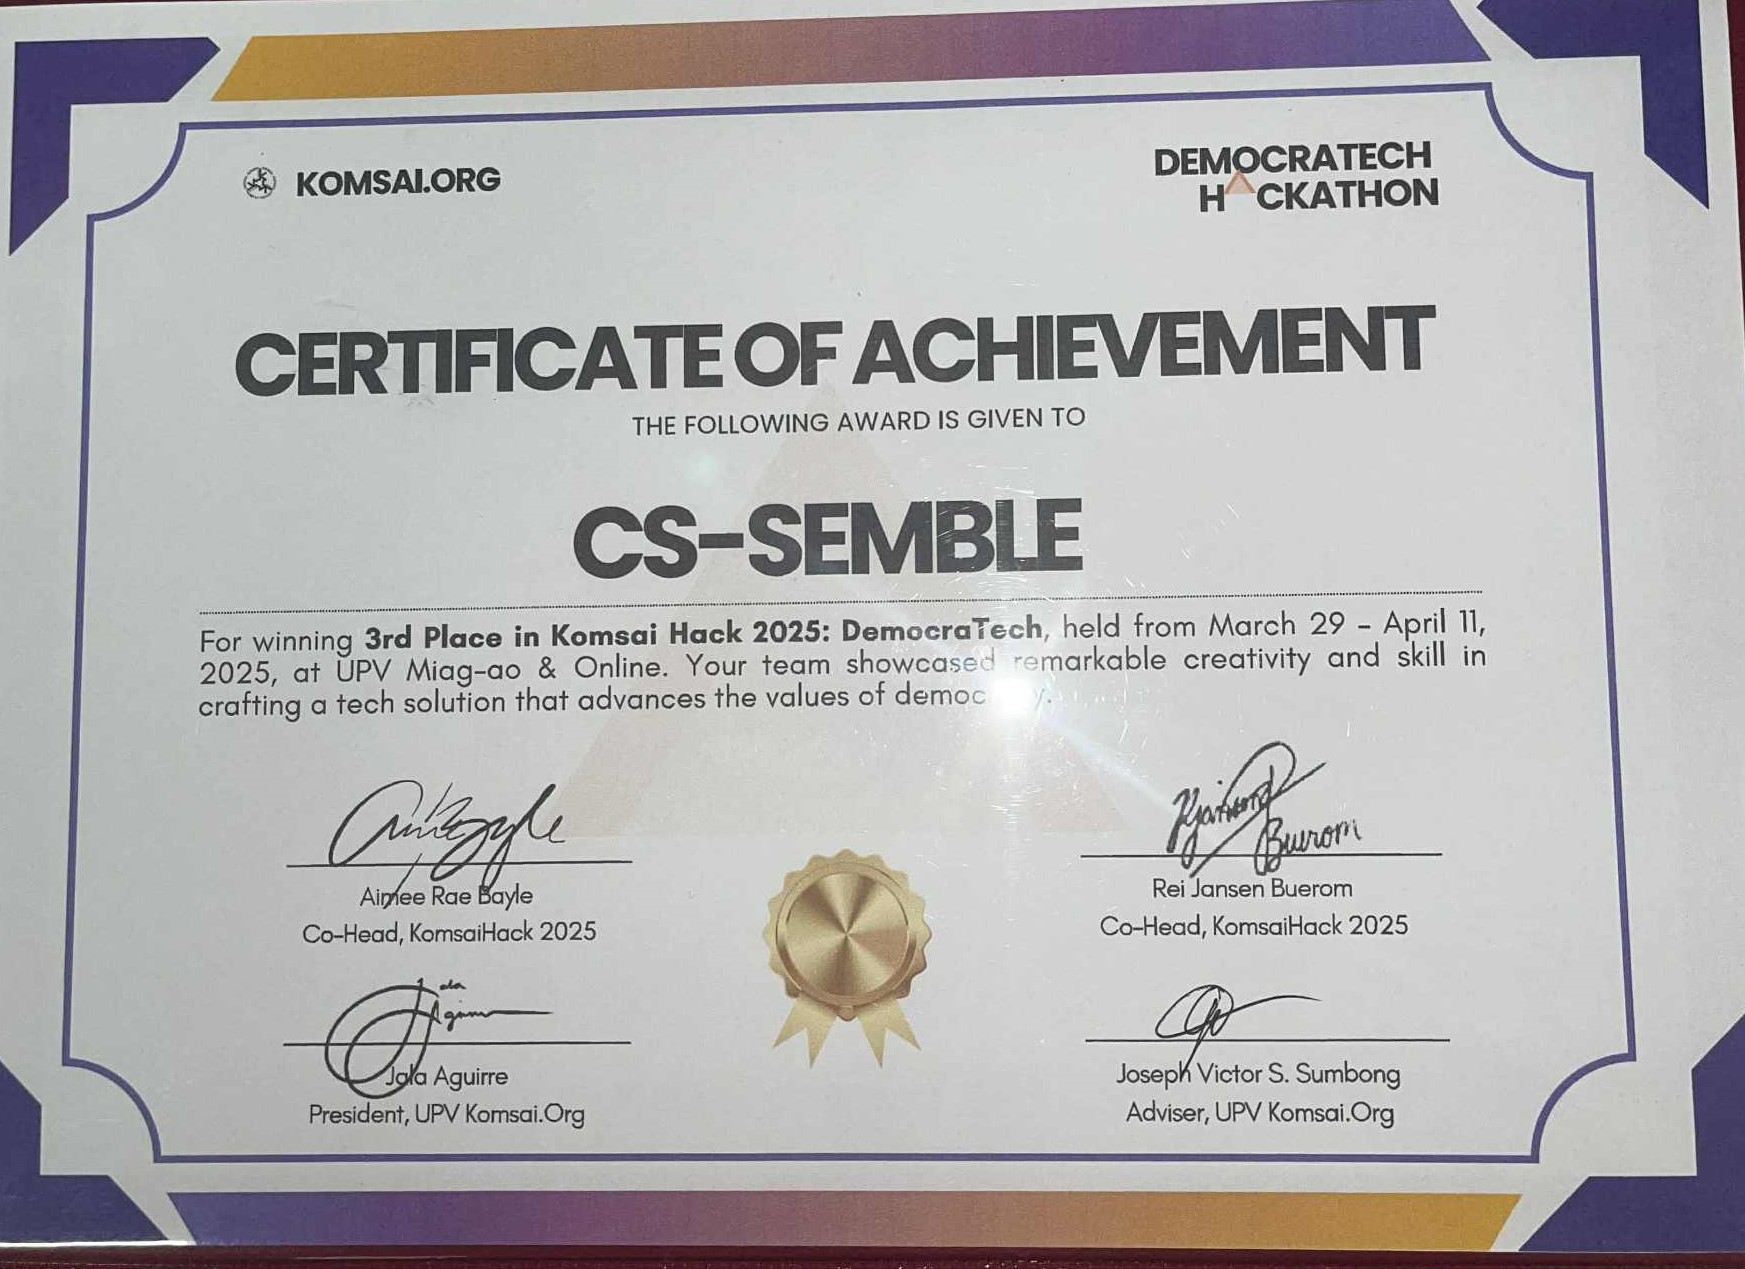 KOMSAI.ORG
DEMOCRATECH
HACKATHON
CERTIFICATE OF ACHIEVEMENT
THE FOLLOWING AWARD IS GIVEN TO
CS-SEMBLE
For winning 3rd Place in Komsai Hack 2025: DemocraTech, held from March 29 - April 11,
2025, at UPV Miag-ao & Online. Your team showcased remarkable creativity and skill in
crafting a tech solution that advances the values of
Aimee Rae Bayle
Co-Head, KomsaiHack 2025
Rei Jansen Buerom
Co-Head, KomsaiHack 2025
Jala Aguirre
President, UPV Komsai.Org
Joseph Victor S. Sumbong
Adviser, UPV Komsai.Org